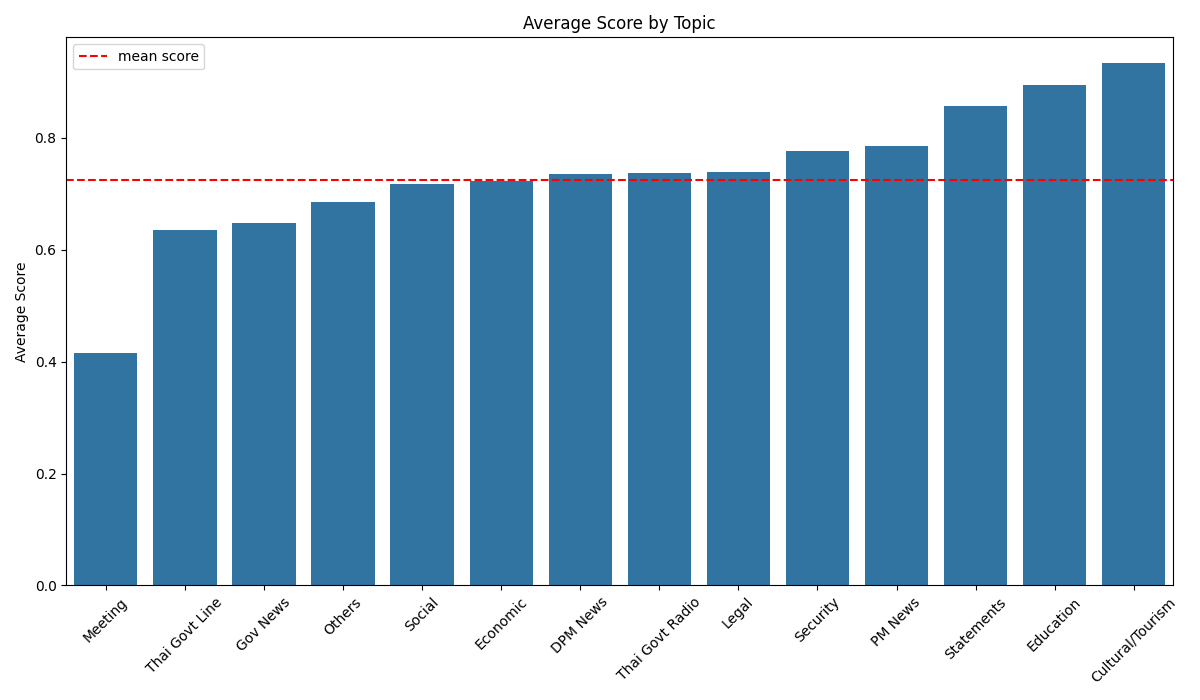 Average Score by Topic
mean score
Average Score
0.8
0.6
0.4
0.2
0.0
Meeting
Thai Govt Line
Gov News
Others
Social
Economic
DPM News
Thai Govt Radio
Legal
Security
PM News
Statements
Education
Cultural/Tourism